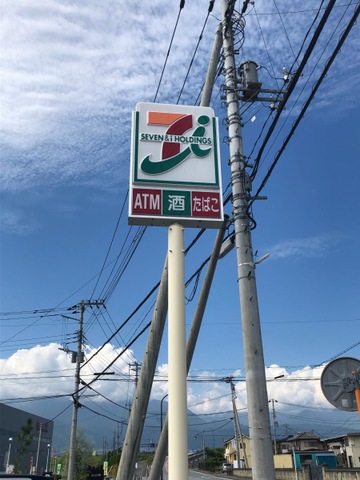 SEVEN & i HOLDINGS
ATM 酒 たばこ